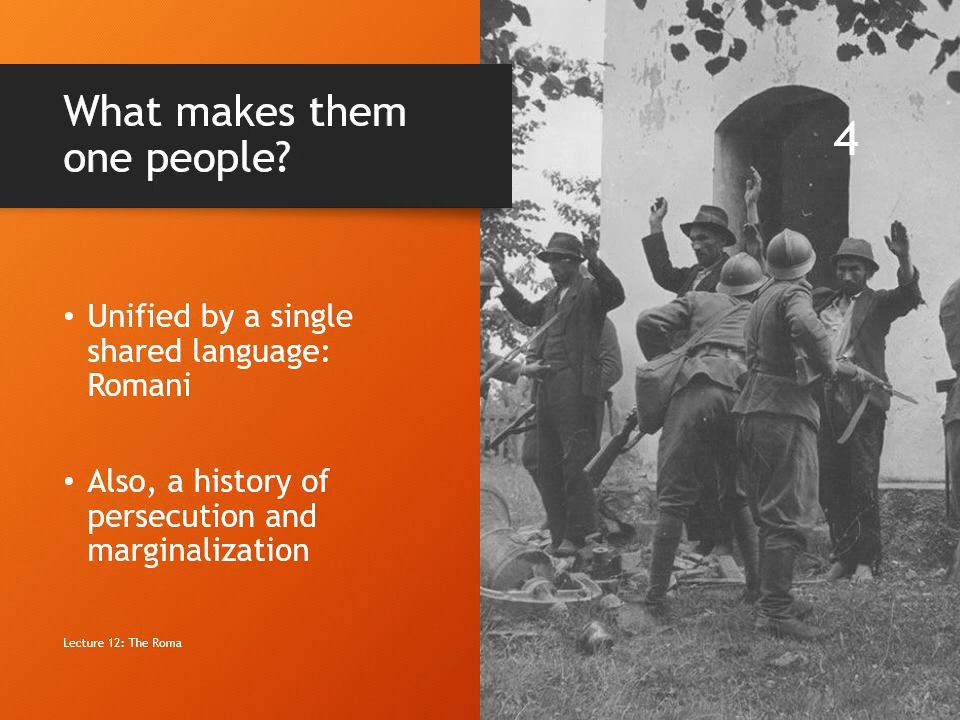 What makes them
one people?
4
• Unified by a single
shared language:
Romani
• Also, a history of
persecution and
marginalization
Lecture 12: The Roma